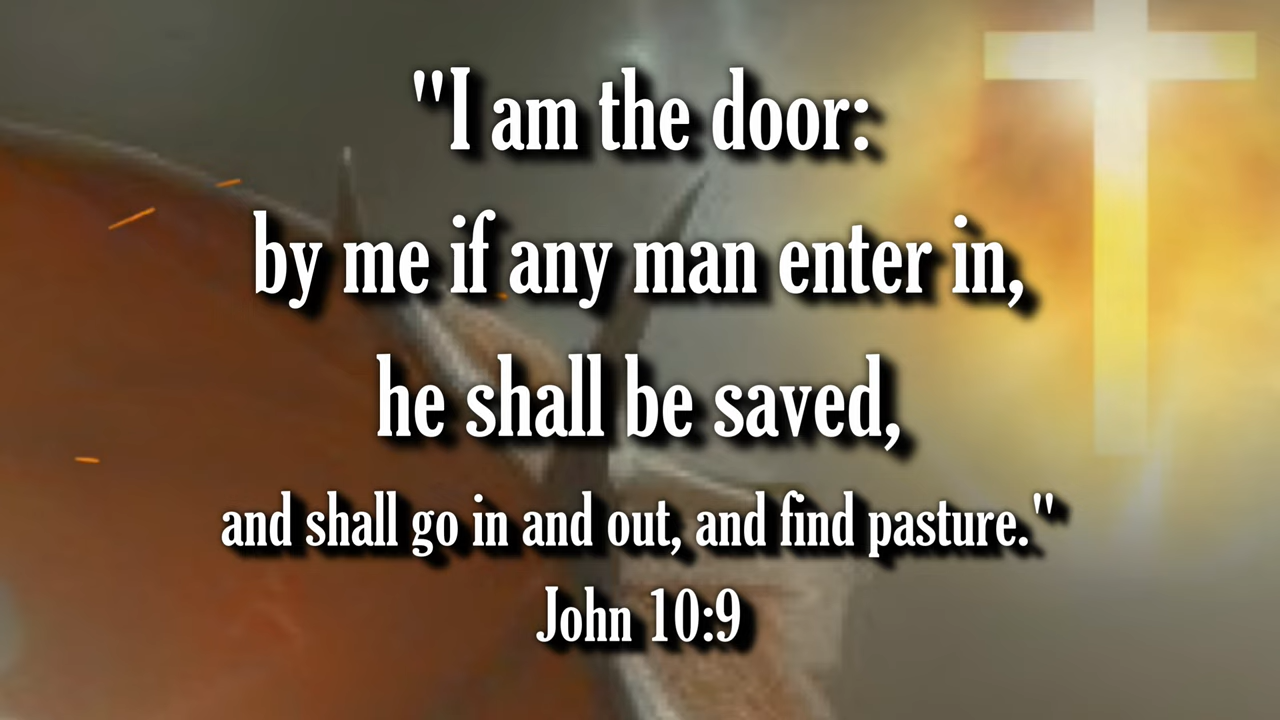 "I am the door:
by me if any man enter in,
he shall be saved,
and shall go in and out, and find pasture."
John 10:9